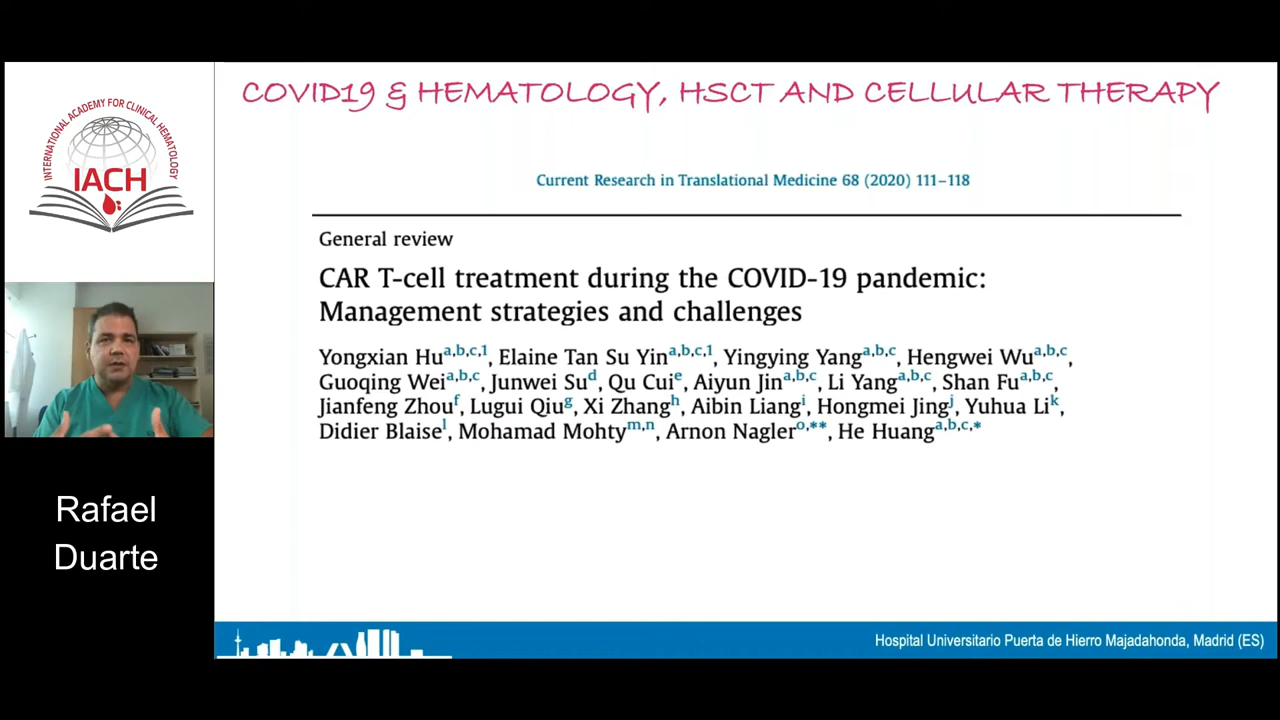 COVID19 & HEMATOLOGY, HSCT AND CELLULAR THERAPY
INTERNATIONAL ACADEMY FOR CLINICAL HEMATOLOGY
IACH
Current Research in Translational Medicine 68 (2020) 111–118
General review
CAR T-cell treatment during the COVID-19 pandemic:
Management strategies and challenges
Yongxian Hua,b,c,1, Elaine Tan Su Yina,b,c,1, Yingying Yanga,b,c, Hengwei Wua,b,c,
Guoqing Weia,b,c, Junwei Sud, Qu Cuie, Aiyun Jina,b,c, Li Yanga,b,c, Shan Fua,b,c,
Jianfeng Zhouf, Lugui Qiug, Xi Zhangh, Aibin Liangi, Hongmei Jingj, Yuhua Lik,
Didier Blaisel, Mohamad Mohtym,n, Arnon Naglero,**, He Huanga,b,c,*
Rafael
Duarte
Hospital Universitario Puerta de Hierro Majadahonda, Madrid (ES)